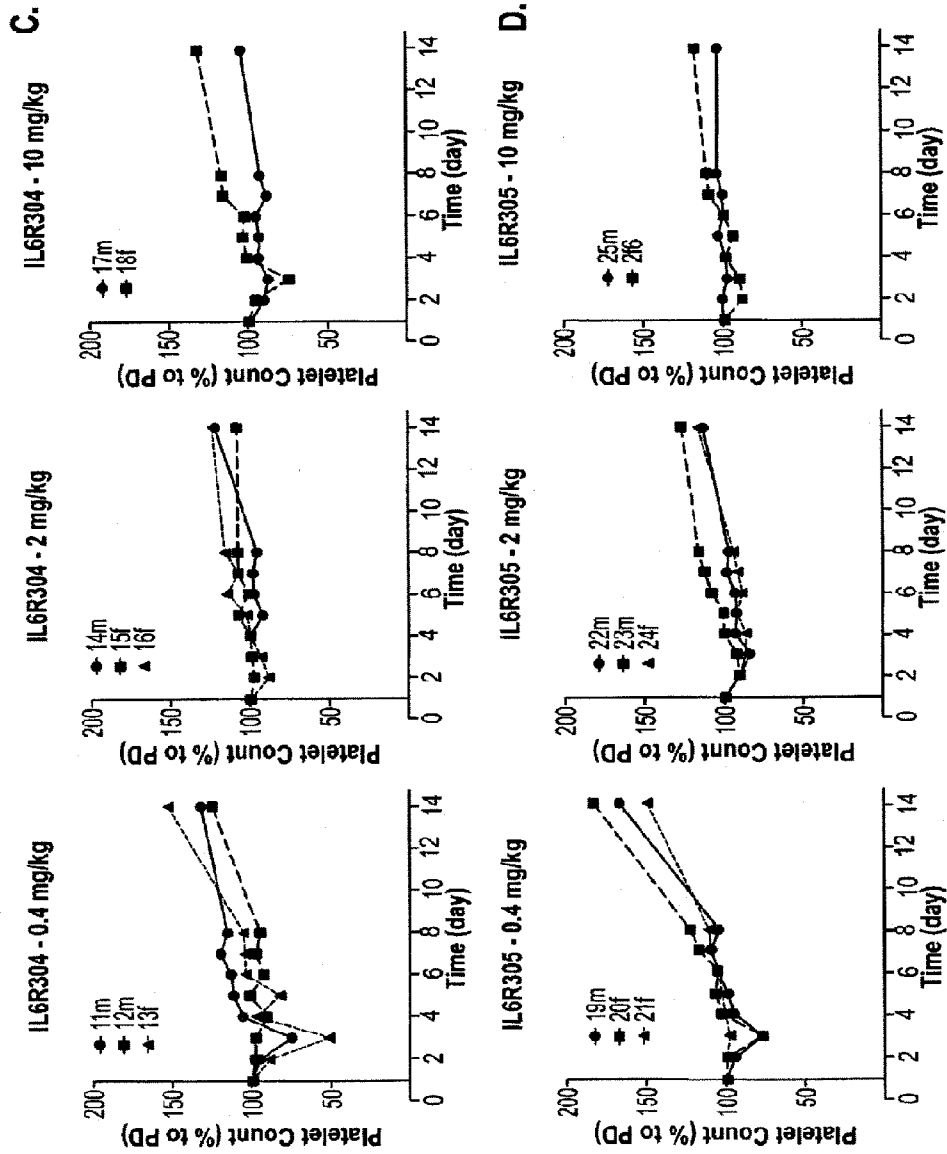 C.
IL6R304 - 0.4 mg/kg
11m
12m
13f
Platelet Count (% to PD)
200
150
100
50
0 2 4 6 8 10 12 14
Time (day)
IL6R304 - 2 mg/kg
14m
15f
16f
Platelet Count (% to PD)
200
150
100
50
0 2 4 6 8 10 12 14
Time (day)
IL6R304 - 10 mg/kg
17m
18f
Platelet Count (% to PD)
200
150
100
50
0 2 4 6 8 10 12 14
Time (day)
D.
IL6R305 - 0.4 mg/kg
19m
20f
21f
Platelet Count (% to PD)
200
150
100
50
0 2 4 6 8 10 12 14
Time (day)
IL6R305 - 2 mg/kg
22m
23m
24f
Platelet Count (% to PD)
200
150
100
50
0 2 4 6 8 10 12 14
Time (day)
IL6R305 - 10 mg/kg
25m
2f6
Platelet Count (% to PD)
200
150
100
50
0 2 4 6 8 10 12 14
Time (day)